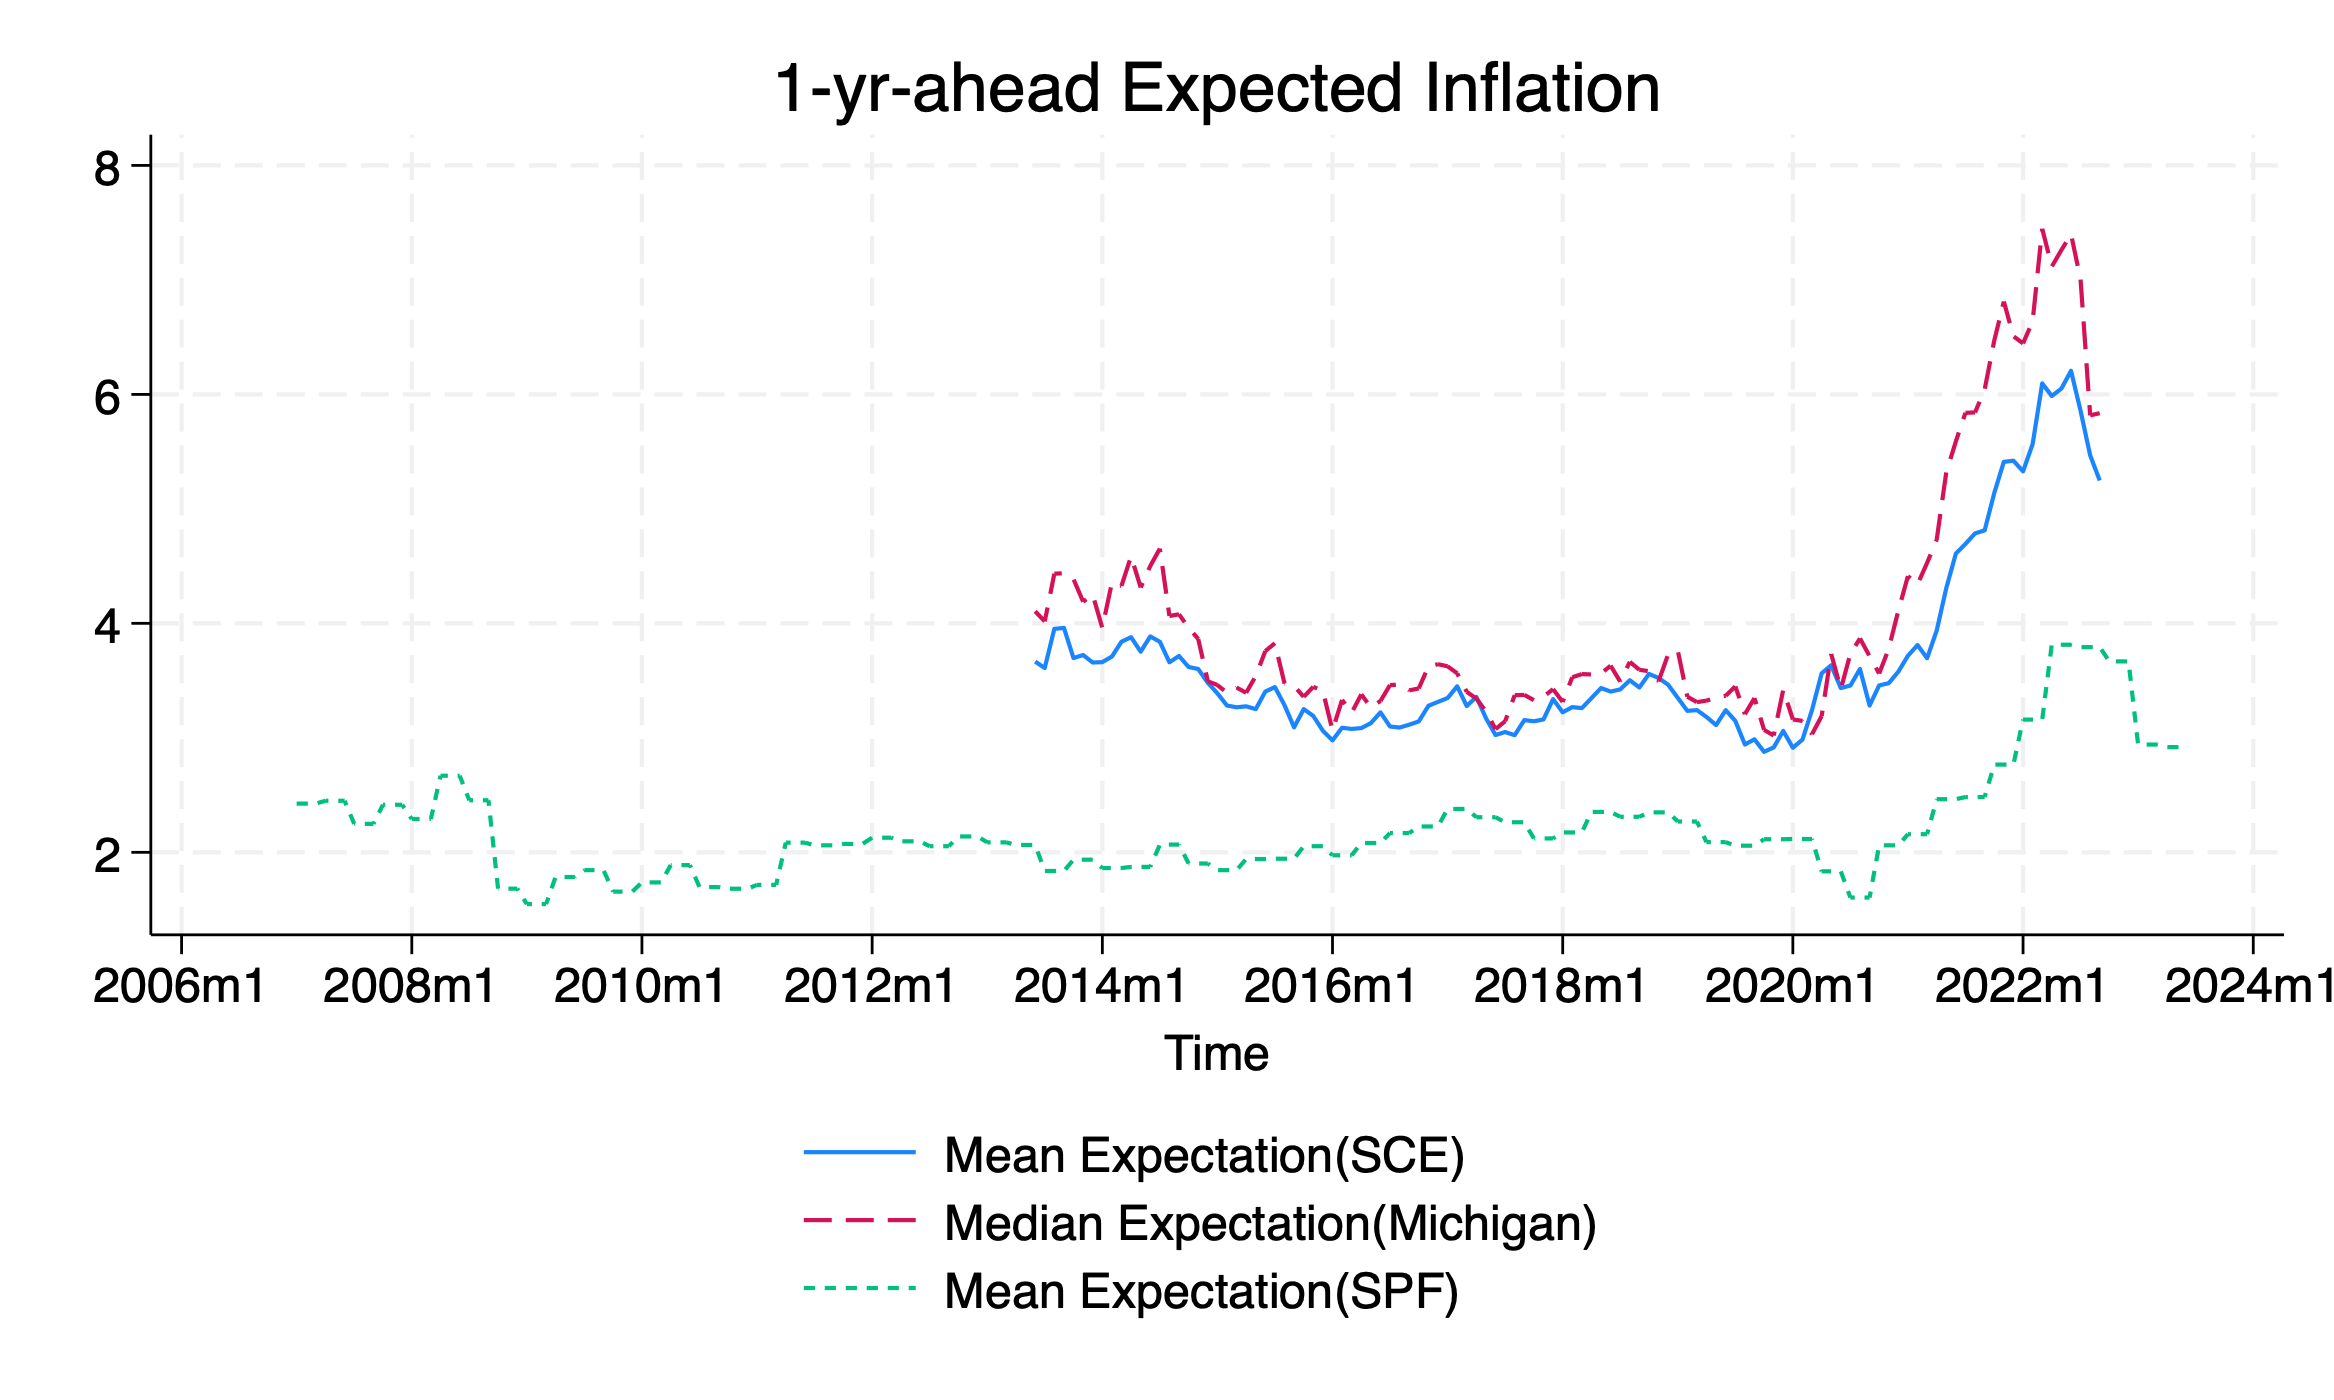 1-yr-ahead Expected Inflation
8
6
4
2
2006m1 2008m1 2010m1 2012m1 2014m1 2016m1 2018m1 2020m1 2022m1 2024m1
Time
Mean Expectation(SCE)
Median Expectation(Michigan)
Mean Expectation(SPF)